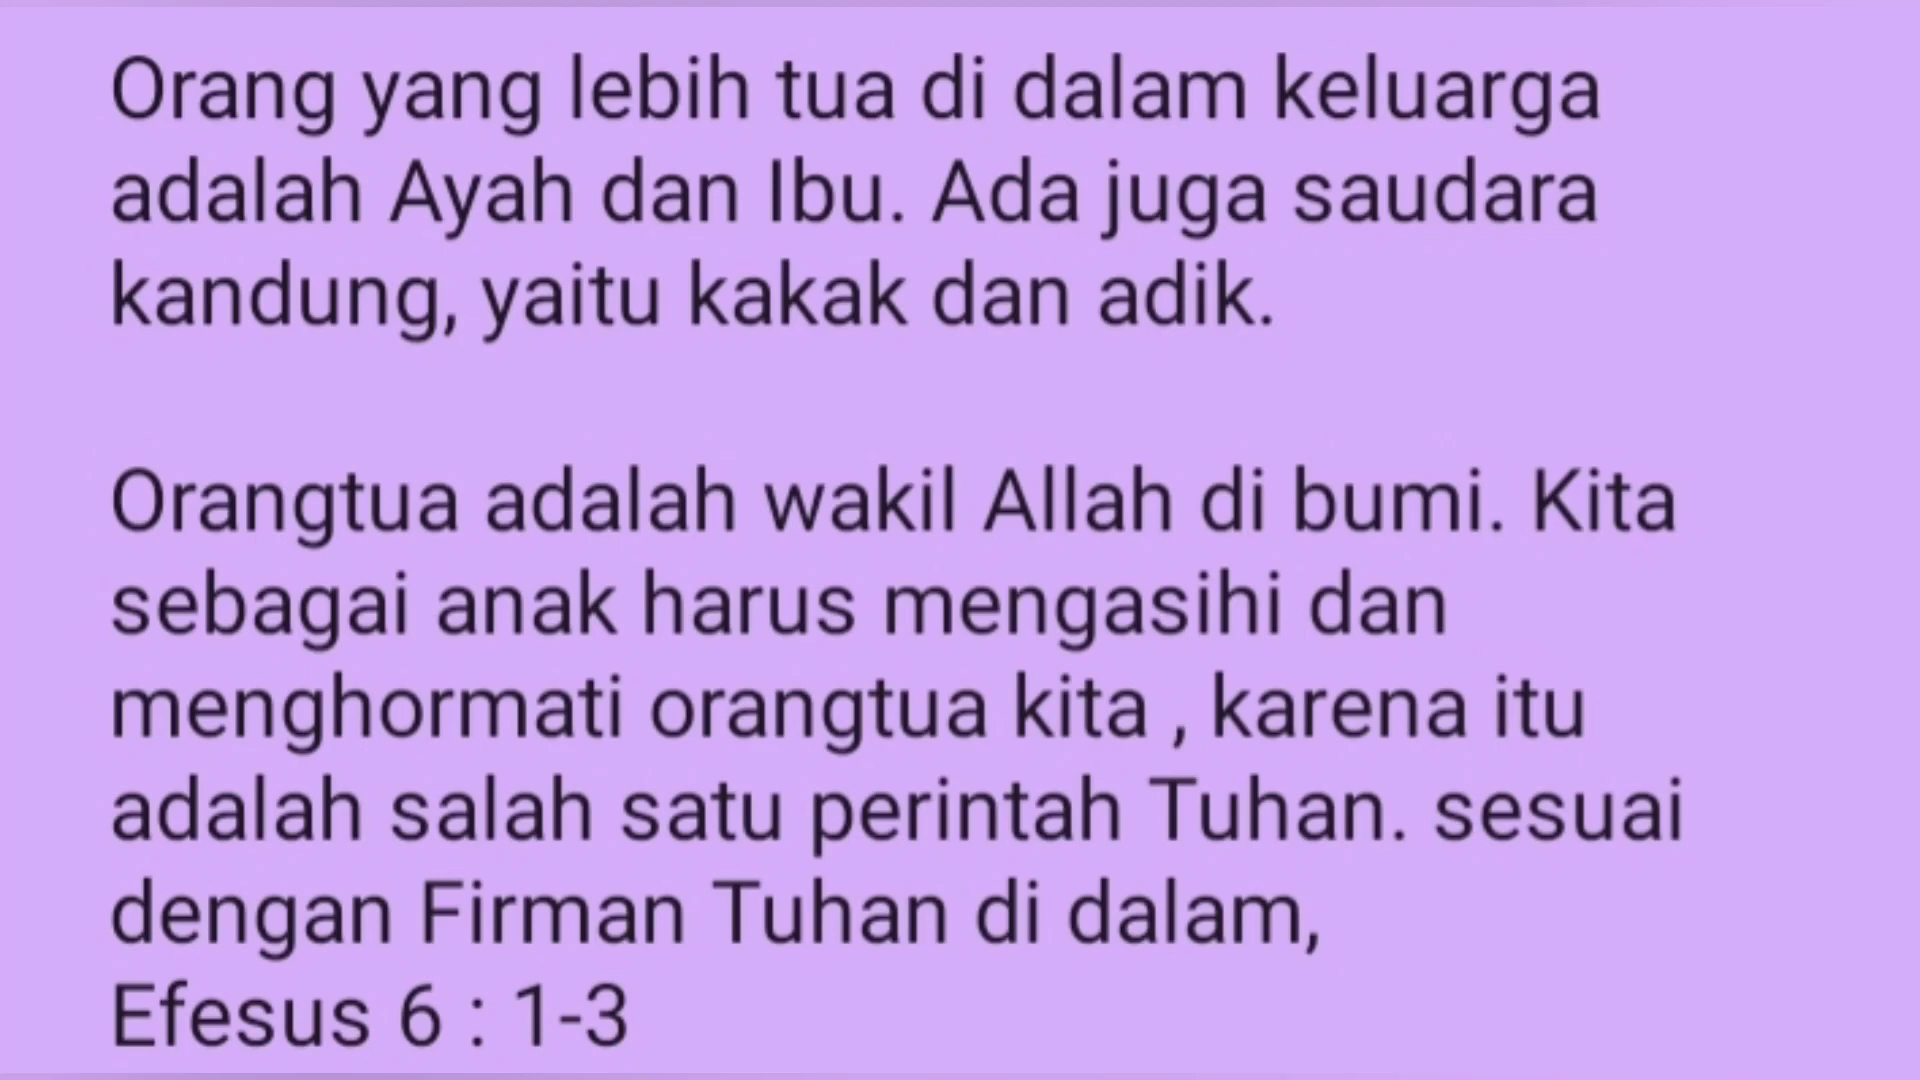 Orang yang lebih tua di dalam keluarga
adalah Ayah dan Ibu. Ada juga saudara
kandung, yaitu kakak dan adik.
Orangtua adalah wakil Allah di bumi. Kita
sebagai anak harus mengasihi dan
menghormati orangtua kita , karena itu
adalah salah satu perintah Tuhan. sesuai
dengan Firman Tuhan di dalam,
Efesus 6 : 1-3